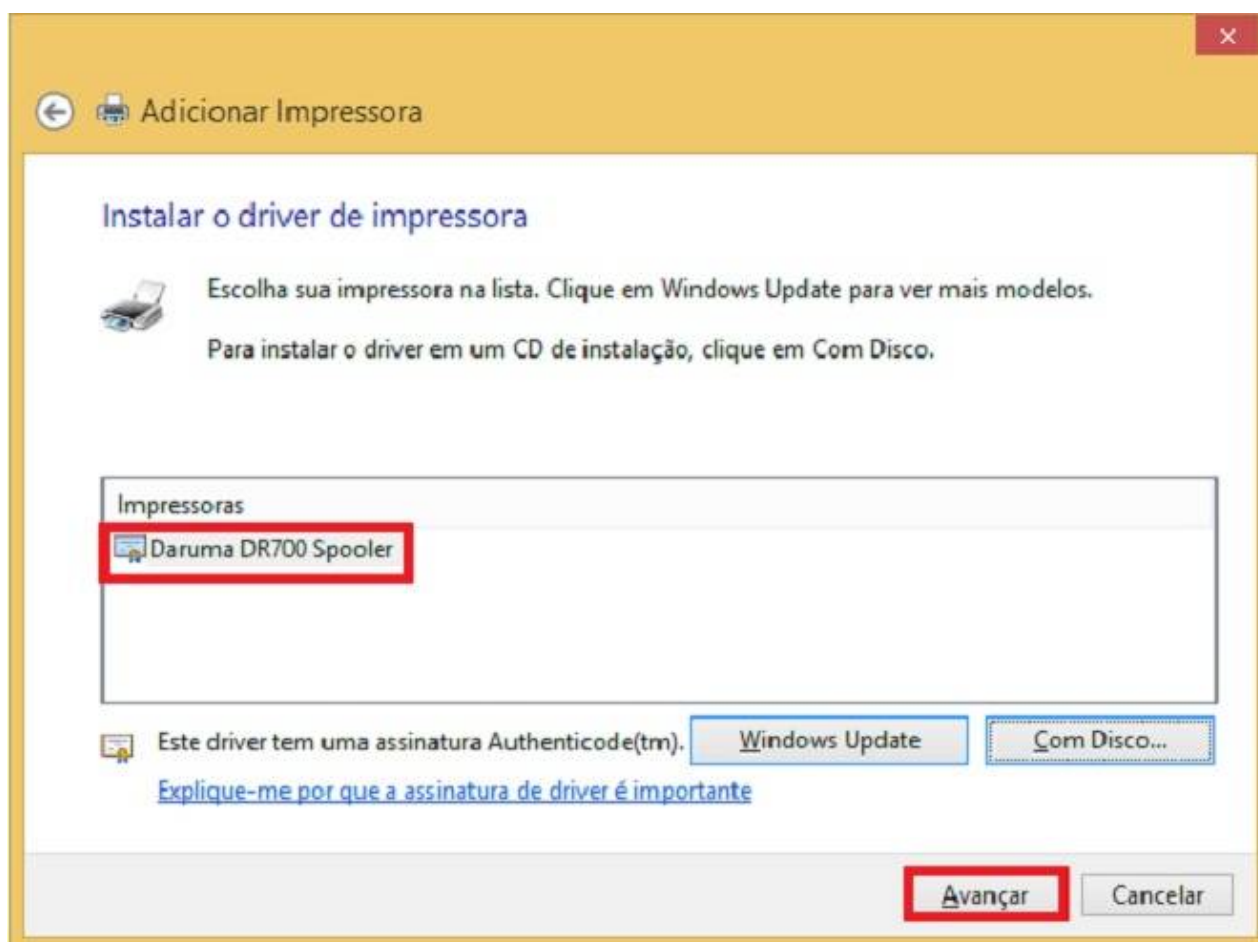 Adicionar Impressora
Instalar o driver de impressora
Escolha sua impressora na lista. Clique em Windows Update para ver mais modelos.
Para instalar o driver em um CD de instalação, clique em Com Disco.
Impressoras
Daruma DR700 Spooler
Este driver tem uma assinatura Authenticode(tm). Windows Update Com Disco...
Explique-me por que a assinatura de driver é importante
Avançar Cancelar